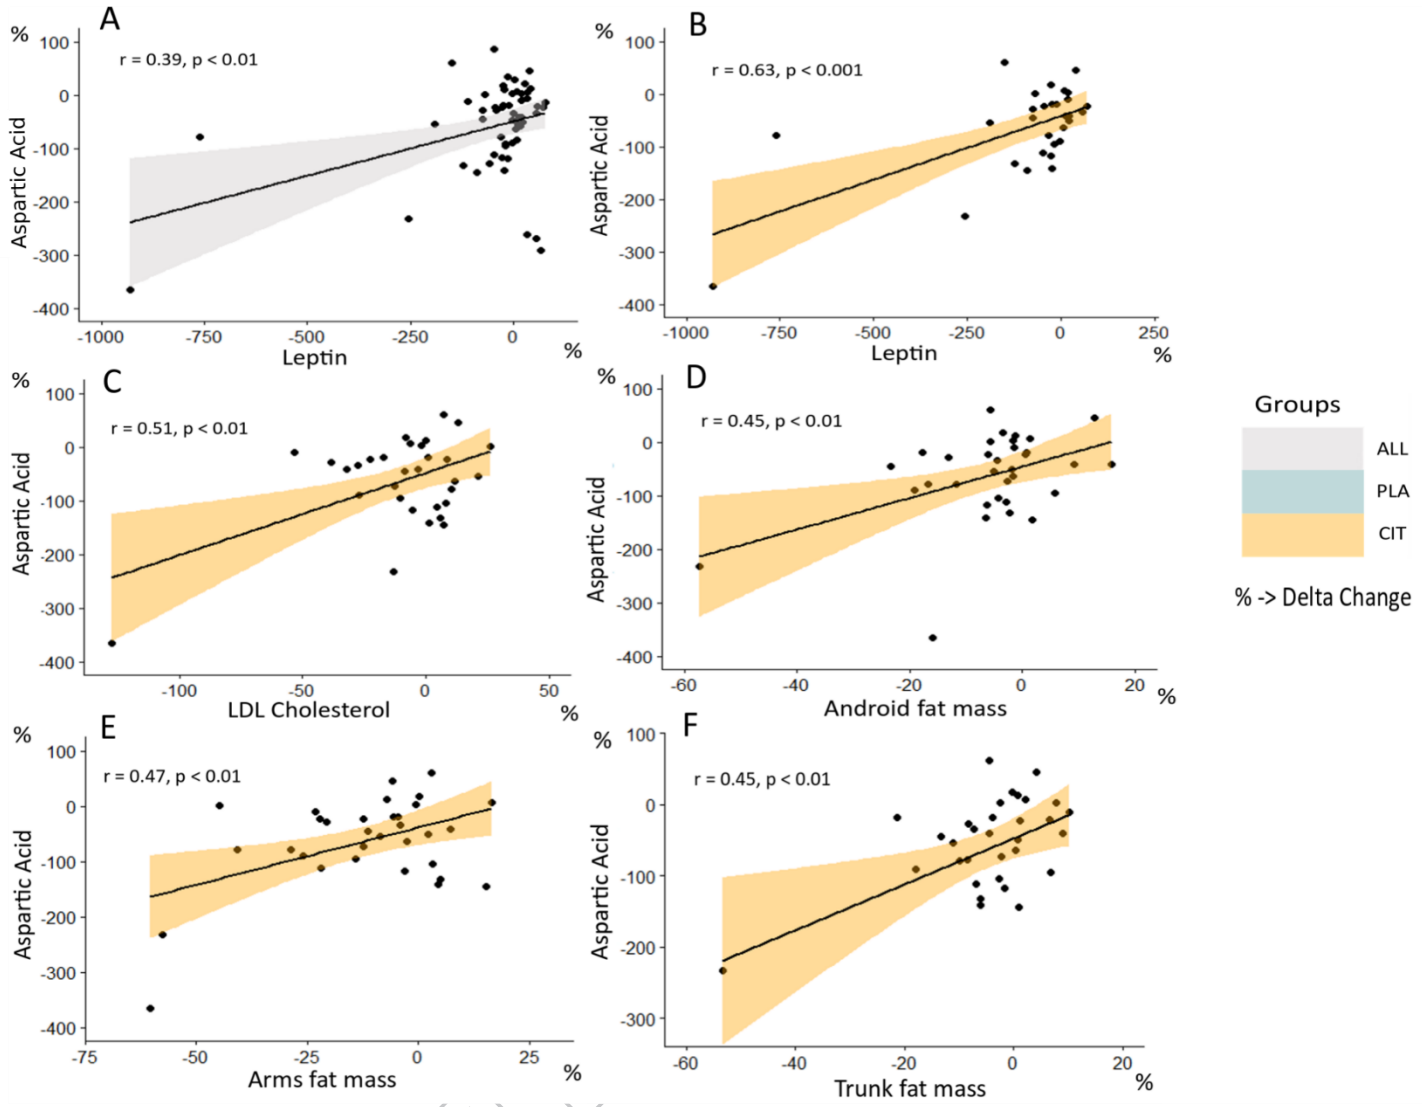 A
%
r = 0.39, p < 0.01
100
0
-100
-200
-300
-400
Aspartic Acid
-1000 -750 -500 -250 0
Leptin %
B
%
r = 0.63, p < 0.001
100
0
-100
-200
-300
-400
Aspartic Acid
-1000 -750 -500 -250 0 250
Leptin %
C
%
r = 0.51, p < 0.01
100
0
-100
-200
-300
-400
Aspartic Acid
-100 -50 0 50
LDL Cholesterol %
D
%
r = 0.45, p < 0.01
100
0
-100
-200
-300
-400
Aspartic Acid
-60 -40 -20 0 20
Android fat mass %
Groups
ALL
PLA
CIT
% -> Delta Change
E
%
r = 0.47, p < 0.01
100
0
-100
-200
-300
-400
Aspartic Acid
-75 -50 -25 0 25
Arms fat mass %
F
%
r = 0.45, p < 0.01
100
0
-100
-200
-300
Aspartic Acid
-60 -40 -20 0 20
Trunk fat mass %